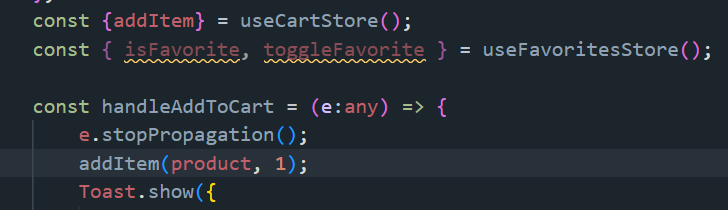 const {addItem} = useCartStore();
const { isFavorite, toggleFavorite } = useFavoritesStore();
const handleAddToCart = (e:any) => {
e.stopPropagation();
addItem(product, 1);
Toast.show({